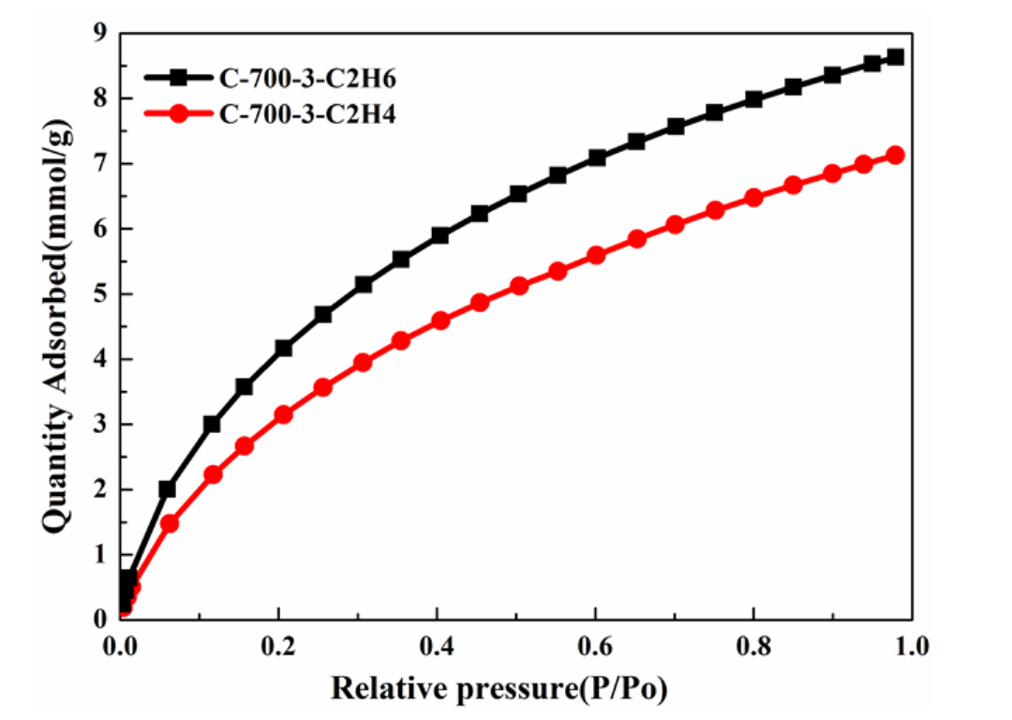 9
8
7
6
5
4
3
2
1
0
C-700-3-C2H6
C-700-3-C2H4
Quantity Adsorbed(mmol/g)
0.0 0.2 0.4 0.6 0.8 1.0
Relative pressure(P/Po)